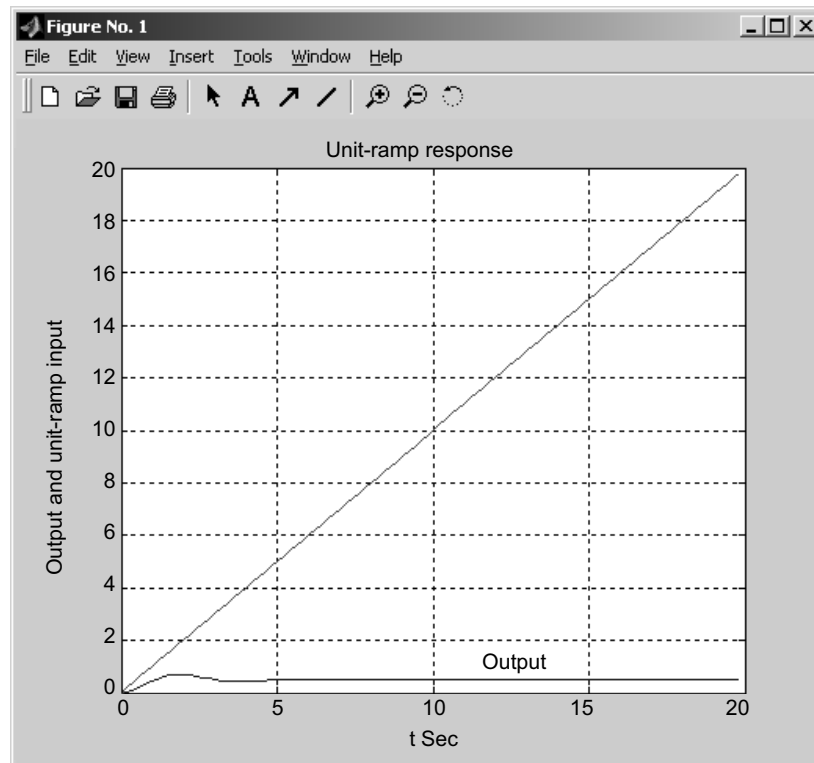 Figure No. 1
File Edit View Insert Tools Window Help
A
Unit-ramp response
20
18
16
14
12
10
8
6
4
2
0
Output and unit-ramp input
Output
0 5 10 15 20
t Sec